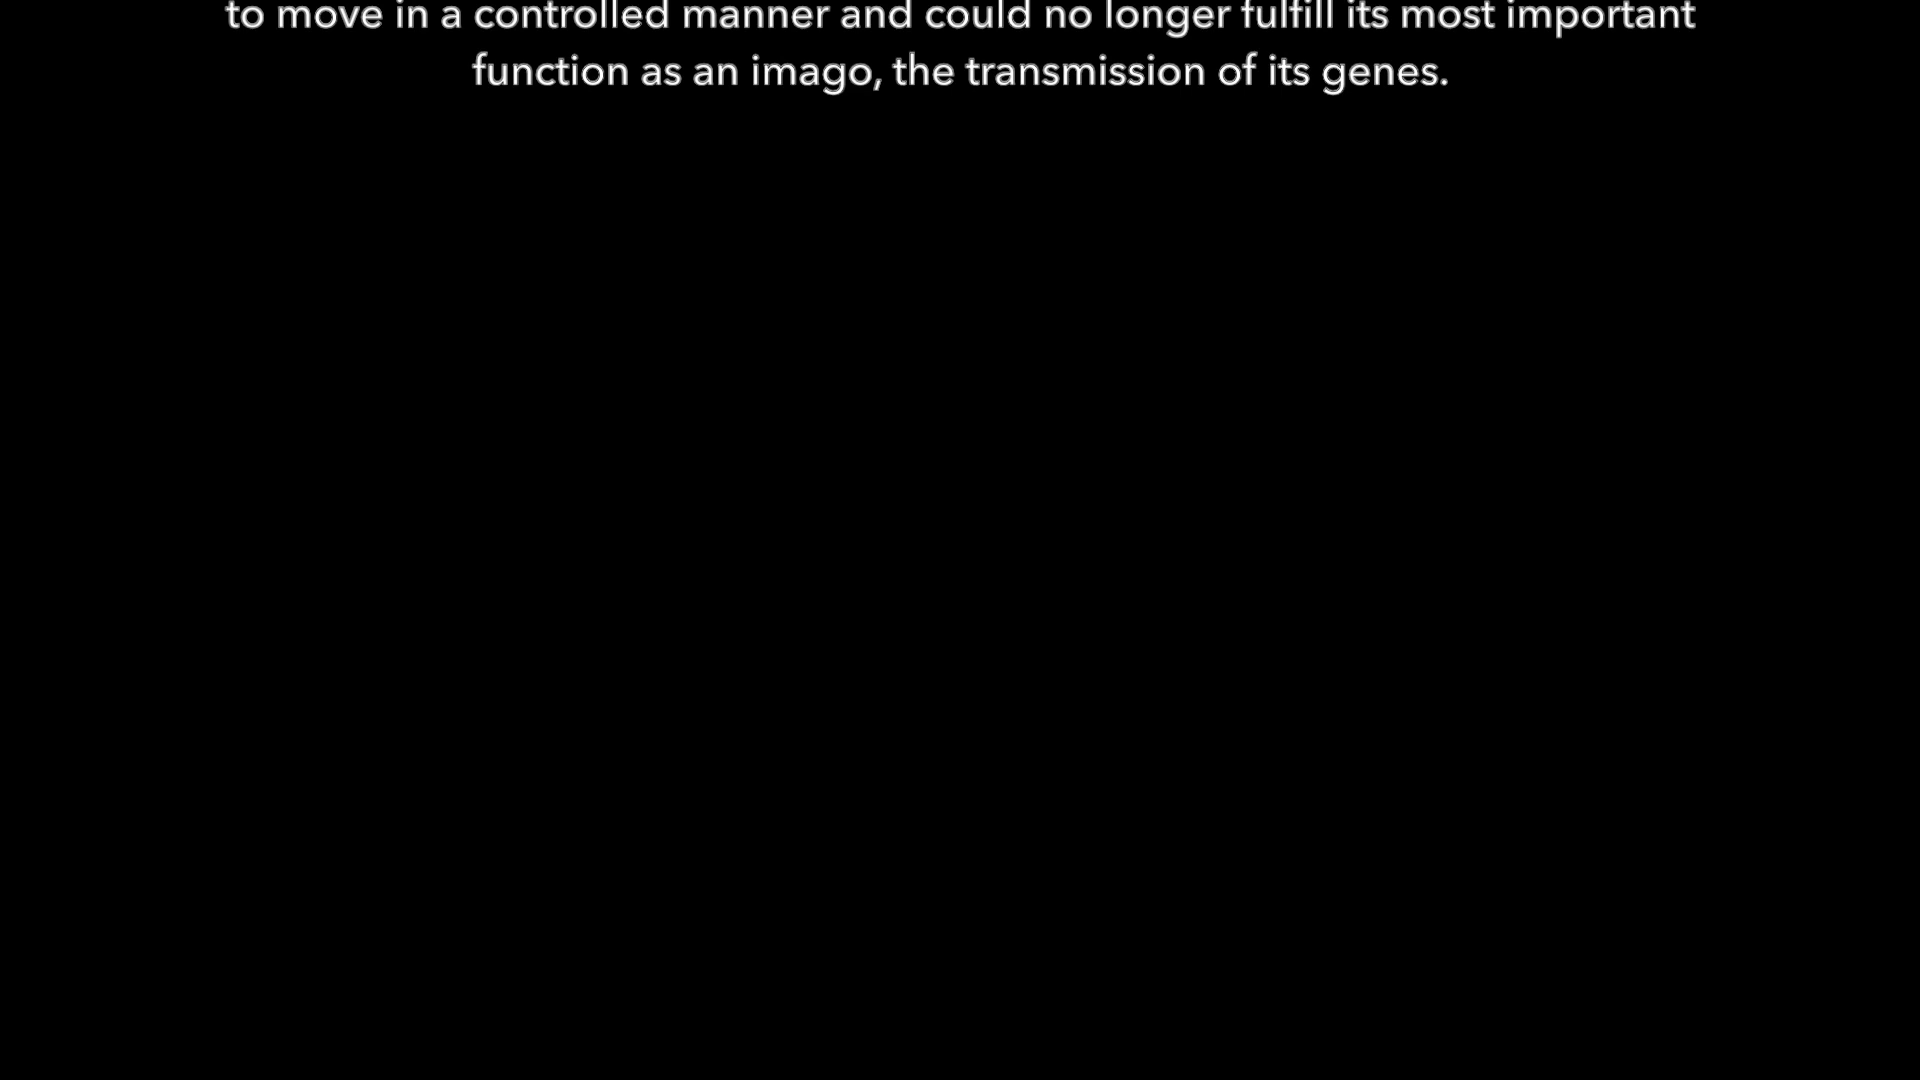 to move in a controlled manner and could no longer fulfill its most important
function as an imago, the transmission of its genes.